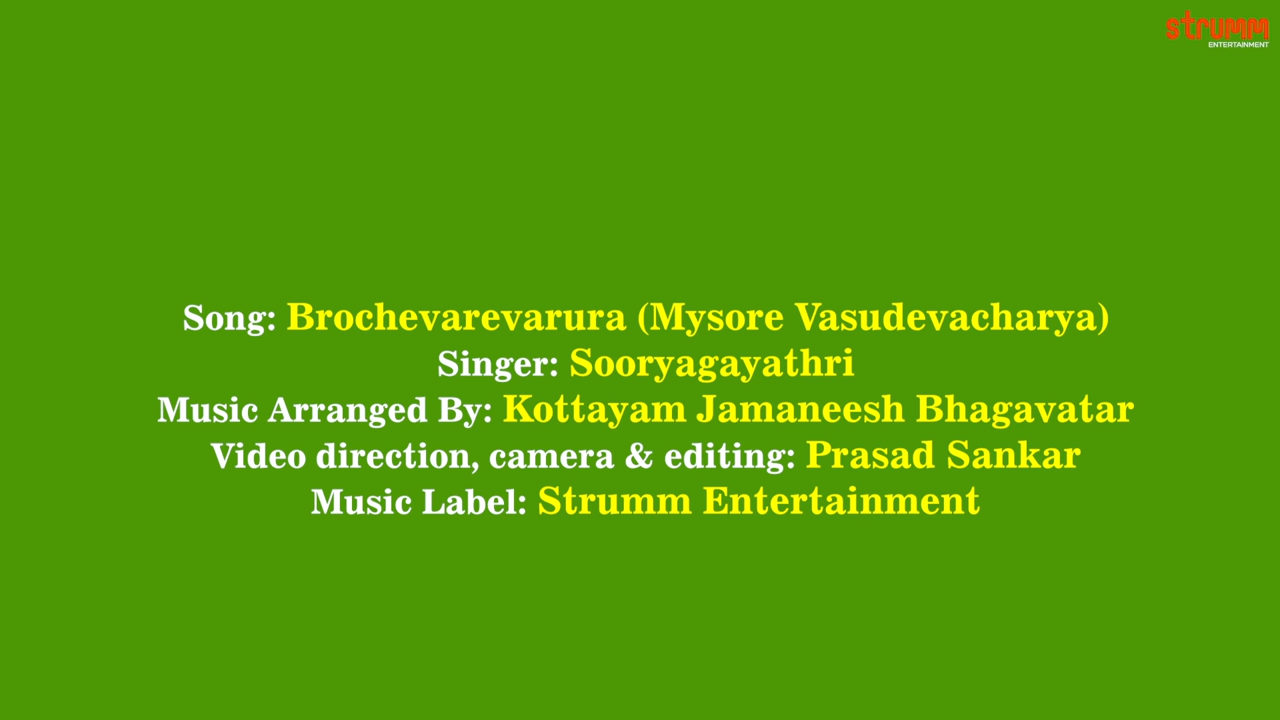 strumm
ENTERTAINMENT
Song: Brochevarevarura (Mysore Vasudevacharya)
Singer: Sooryagayathri
Music Arranged By: Kottayam Jamaneesh Bhagavatar
Video direction, camera & editing: Prasad Sankar
Music Label: Strumm Entertainment